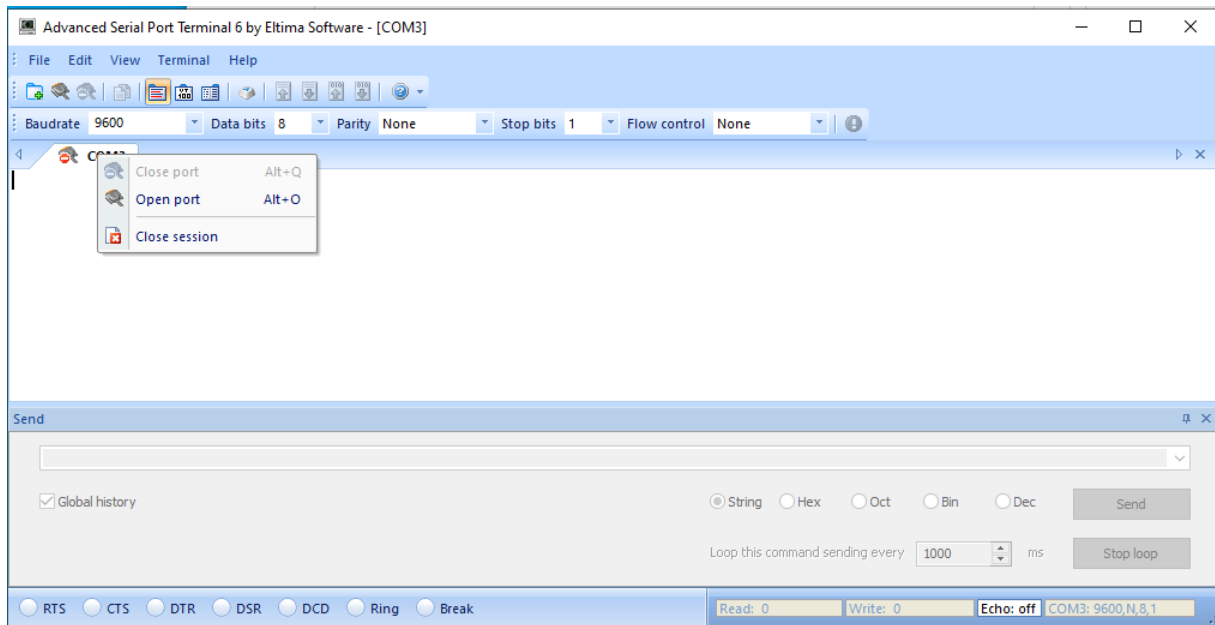 Advanced Serial Port Terminal 6 by Eltima Software - [COM3]
File Edit View Terminal Help
Baudrate 9600 Data bits 8 Parity None Stop bits 1 Flow control None
Close port Alt+Q
Open port Alt+O
Close session
Send
Global history String Hex Oct Bin Dec Send
Loop this command sending every 1000 ms Stop loop
RTS CTS DTR DSR DCD Ring Break Read: 0 Write: 0 Echo: off COM3: 9600,N,8,1